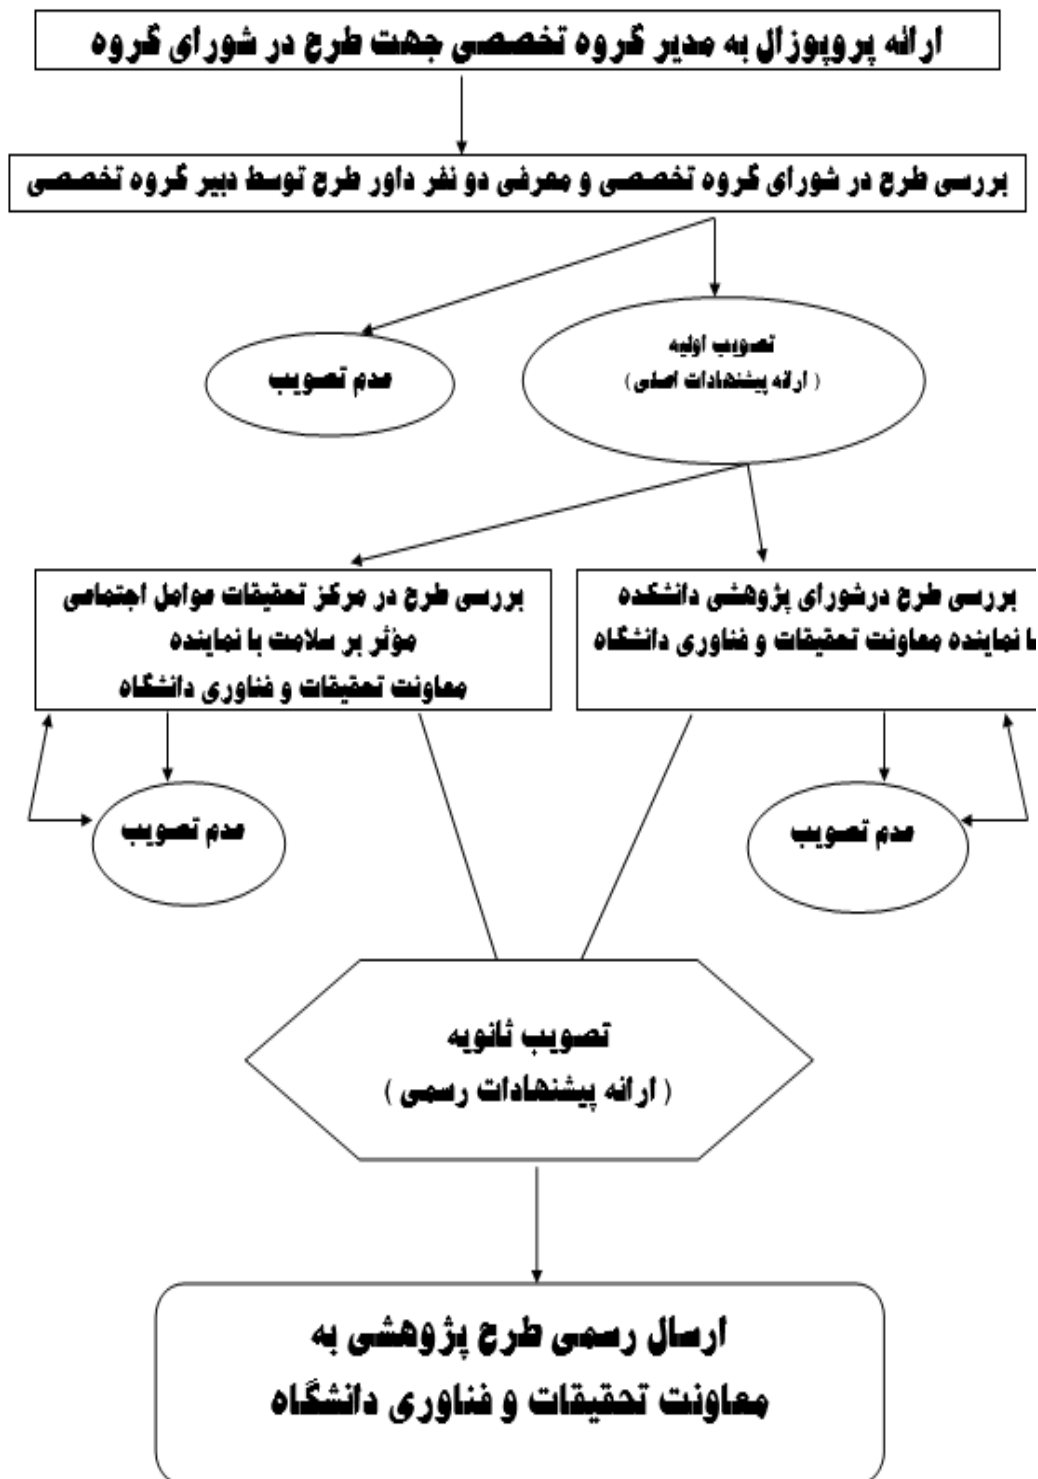 ارائه پروپوزال به مدیر گروه تخصصی جهت طرح در شورای گروه
بررسی طرح در شورای گروه تخصصی و معرفی دو نفر داور طرح توسط دبیر گروه تخصصی
تصویب اولیه
( ارائه پیشنهادات اصلی )
عدم تصویب
بررسی طرح درشورای پژوهشی دانشکده
ا نماینده معاونت تحقیقات و فناوری دانشگاه
بررسی طرح در مرکز تحقیقات عوامل اجتماعی
مؤثر بر سلامت با نماینده
معاونت تحقیقات و فناوری دانشگاه
عدم تصویب
عدم تصویب
تصویب ثانویه
( ارائه پیشنهادات رسمی )
ارسال رسمی طرح پژوهشی به
معاونت تحقیقات و فناوری دانشگاه